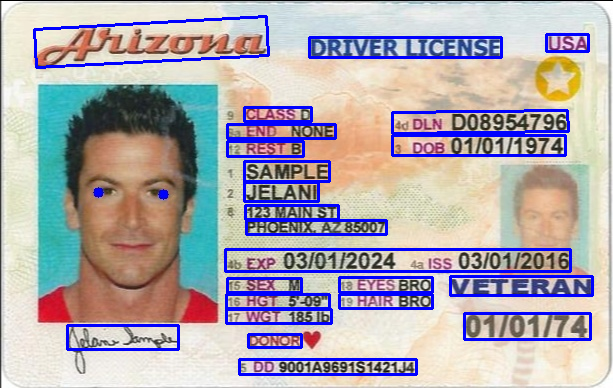 Arizona
DRIVER LICENSE
USA
9 CLASS D
9a END NONE
12 REST B
4d DLN D08954796
3 DOB 01/01/1974
1 SAMPLE
2 JELANI
8 123 MAIN ST
PHOENIX, AZ 85007
4b EXP 03/01/2024 4a ISS 03/01/2016
15 SEX M 18 EYES BRO
16 HGT 5'-09" 19 HAIR BRO
17 WGT 185 lb
VETERAN
01/01/74
DONOR
Jelani Sample
5 DD 9001A9691S1421J4